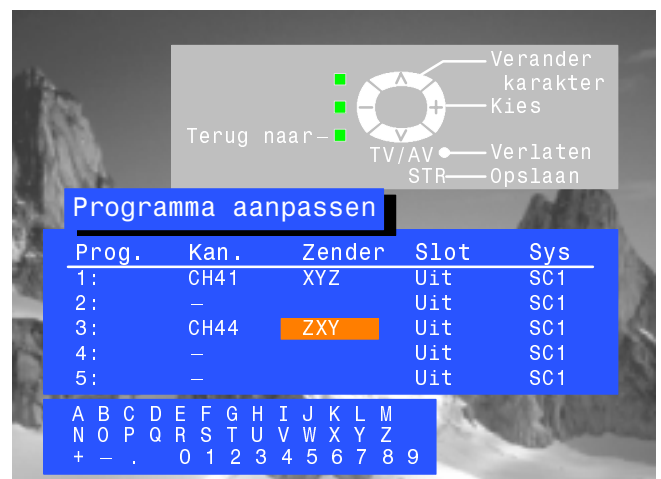 Verander
karakter
Kies
Terug naar
TV/AV Verlaten
STR Opslaan
Programma aanpassen
Prog. Kan. Zender Slot Sys
1: CH41 XYZ Uit SC1
2: – Uit SC1
3: CH44 ZXY Uit SC1
4: – Uit SC1
5: – Uit SC1
A B C D E F G H I J K L M
N O P Q R S T U V W X Y Z
+ – . 0 1 2 3 4 5 6 7 8 9